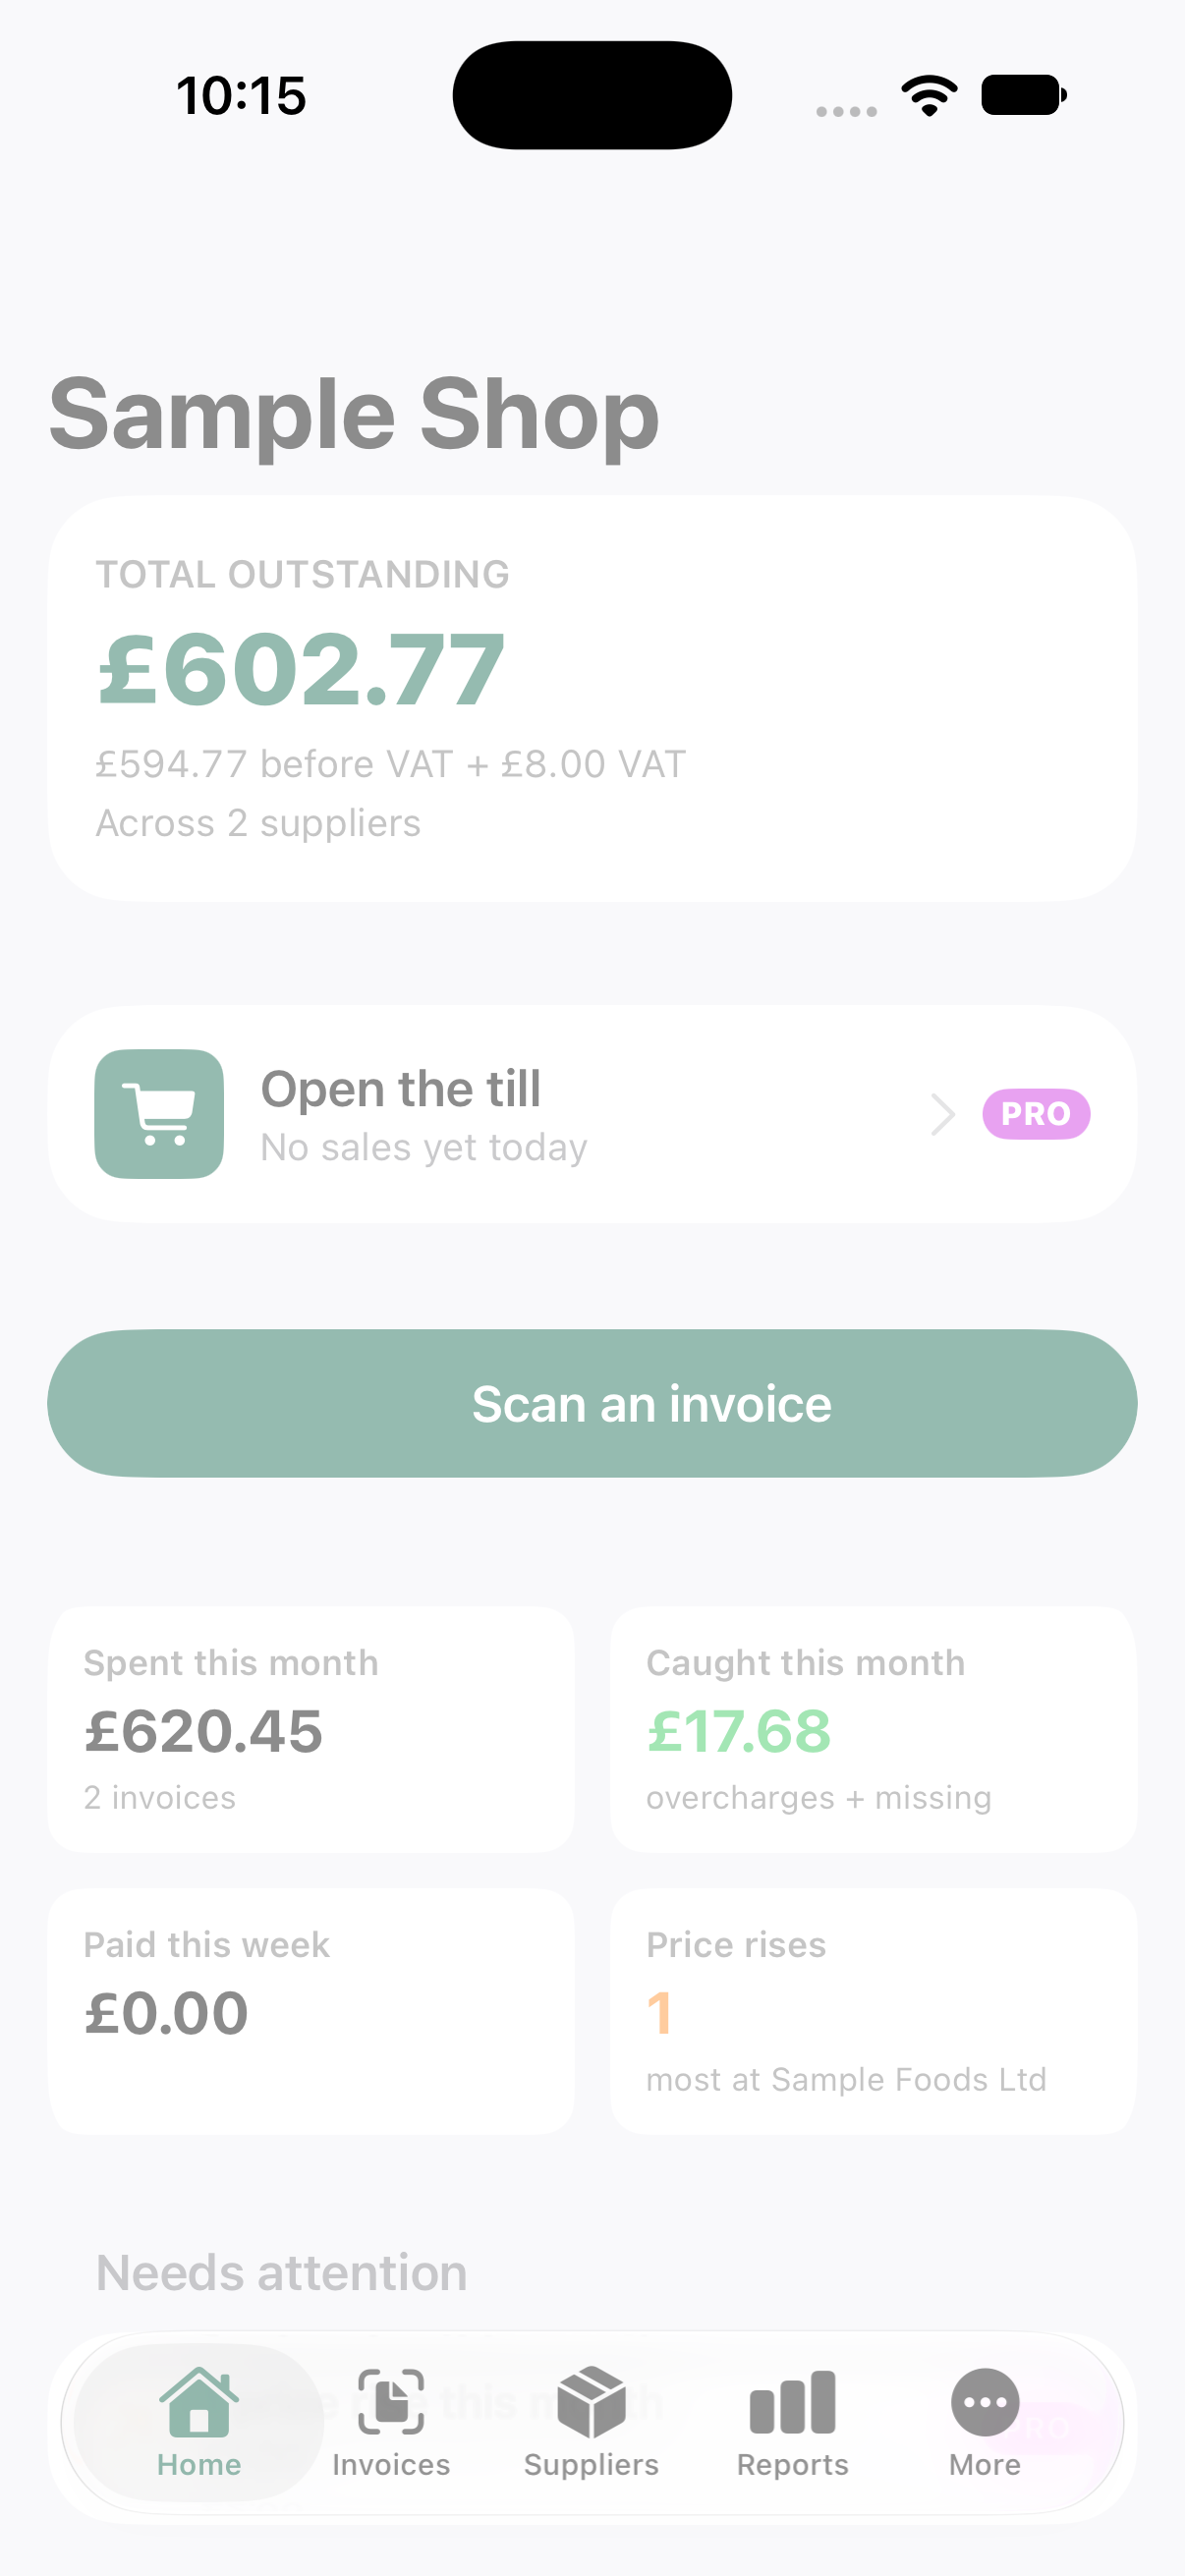 10:15
Sample Shop
TOTAL OUTSTANDING
£602.77
£594.77 before VAT + £8.00 VAT
Across 2 suppliers
Open the till
No sales yet today
PRO
Scan an invoice
Spent this month
£620.45
2 invoices
Caught this month
£17.68
overcharges + missing
Paid this week
£0.00
Price rises
1
most at Sample Foods Ltd
Needs attention
this
Home
Invoices
Suppliers
Reports
More